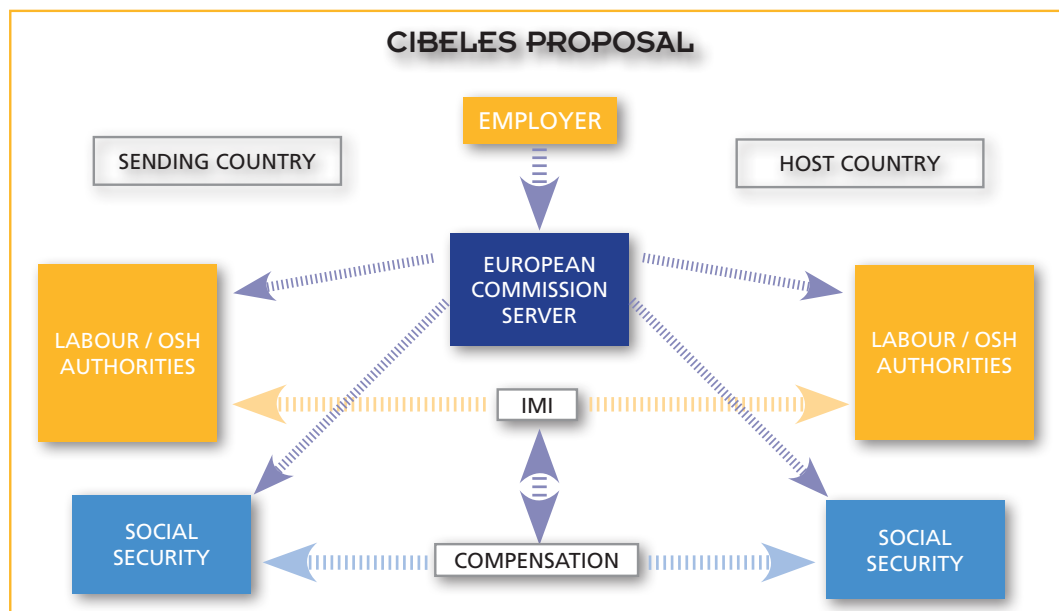 CIBELES PROPOSAL
EMPLOYER
SENDING COUNTRY
HOST COUNTRY
EUROPEAN
COMMISSION
SERVER
LABOUR / OSH
AUTHORITIES
LABOUR / OSH
AUTHORITIES
IMI
SOCIAL
SECURITY
COMPENSATION
SOCIAL
SECURITY